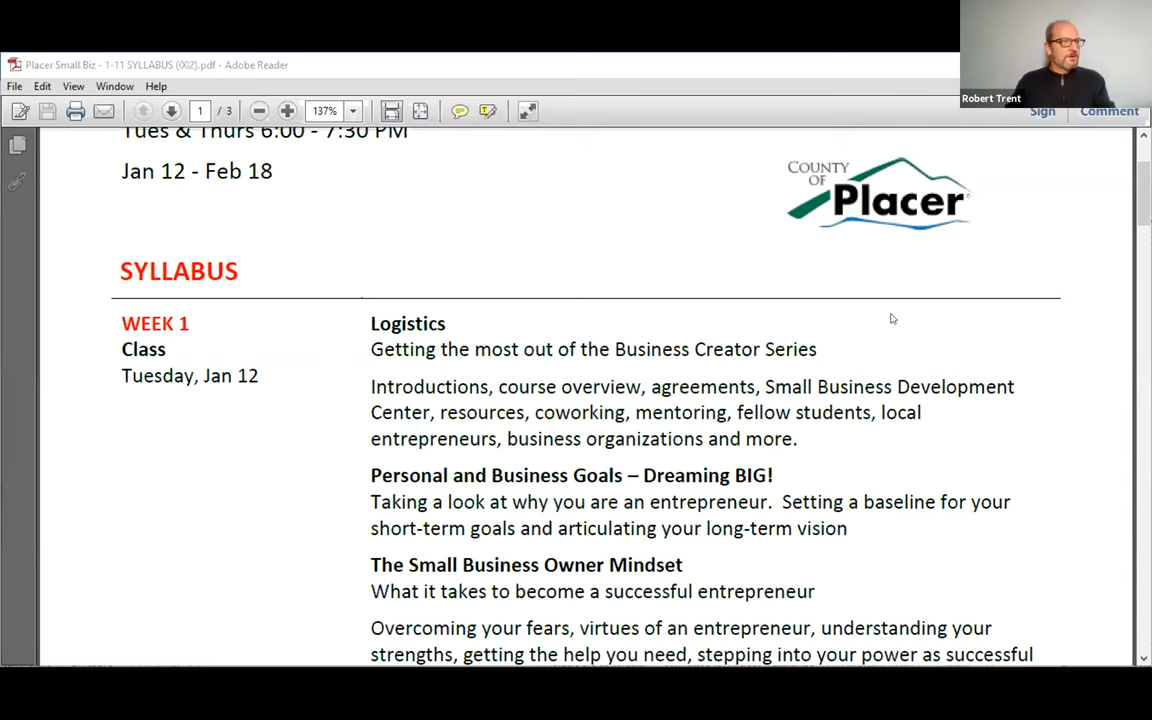 Placer Small Biz - 1-11 SYLLABUS (002).pdf - Adobe Reader
File Edit View Window Help
1 / 3 137%
Robert Trent
Sign Comment
Tues & Thurs 6:00 - 7:30 PM
Jan 12 - Feb 18
COUNTY
OF
Placer
SYLLABUS
WEEK 1
Class
Tuesday, Jan 12
Logistics
Getting the most out of the Business Creator Series
Introductions, course overview, agreements, Small Business Development
Center, resources, coworking, mentoring, fellow students, local
entrepreneurs, business organizations and more.
Personal and Business Goals – Dreaming BIG!
Taking a look at why you are an entrepreneur. Setting a baseline for your
short-term goals and articulating your long-term vision
The Small Business Owner Mindset
What it takes to become a successful entrepreneur
Overcoming your fears, virtues of an entrepreneur, understanding your
strengths, getting the help you need, stepping into your power as successful